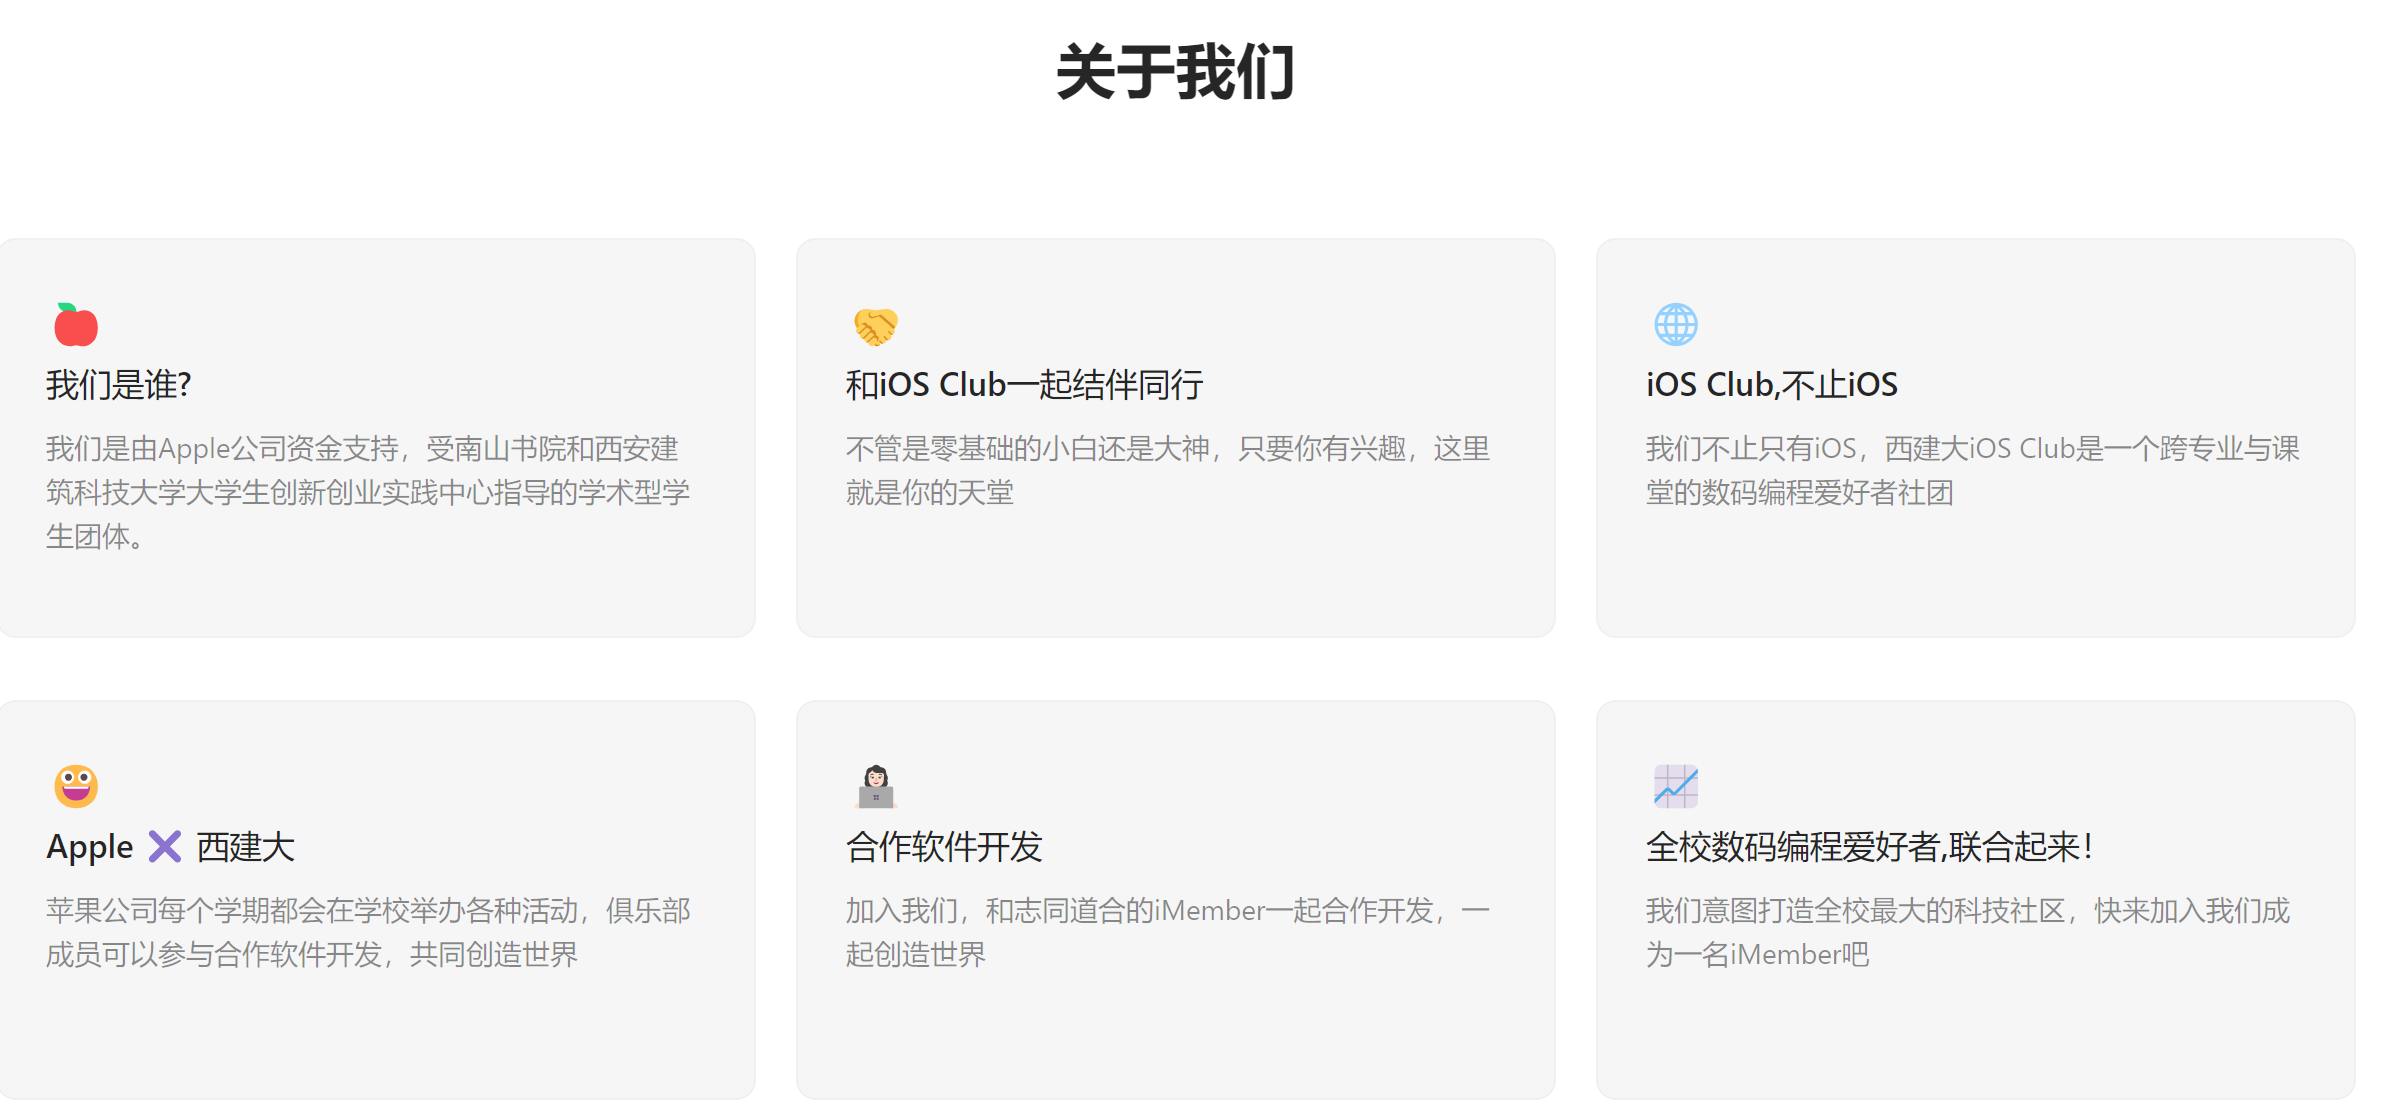 关于我们
我们是谁?
我们是由Apple公司资金支持，受南山书院和西安建
筑科技大学大学生创新创业实践中心指导的学术型学
生团体。
和iOS Club一起结伴同行
不管是零基础的小白还是大神，只要你有兴趣，这里
就是你的天堂
iOS Club,不止iOS
我们不止只有iOS，西建大iOS Club是一个跨专业与课
堂的数码编程爱好者社团
Apple ✖ 西建大
苹果公司每个学期都会在学校举办各种活动，俱乐部
成员可以参与合作软件开发，共同创造世界
合作软件开发
加入我们，和志同道合的iMember一起合作开发，一
起创造世界
全校数码编程爱好者,联合起来！
我们意图打造全校最大的科技社区，快来加入我们成
为一名iMember吧